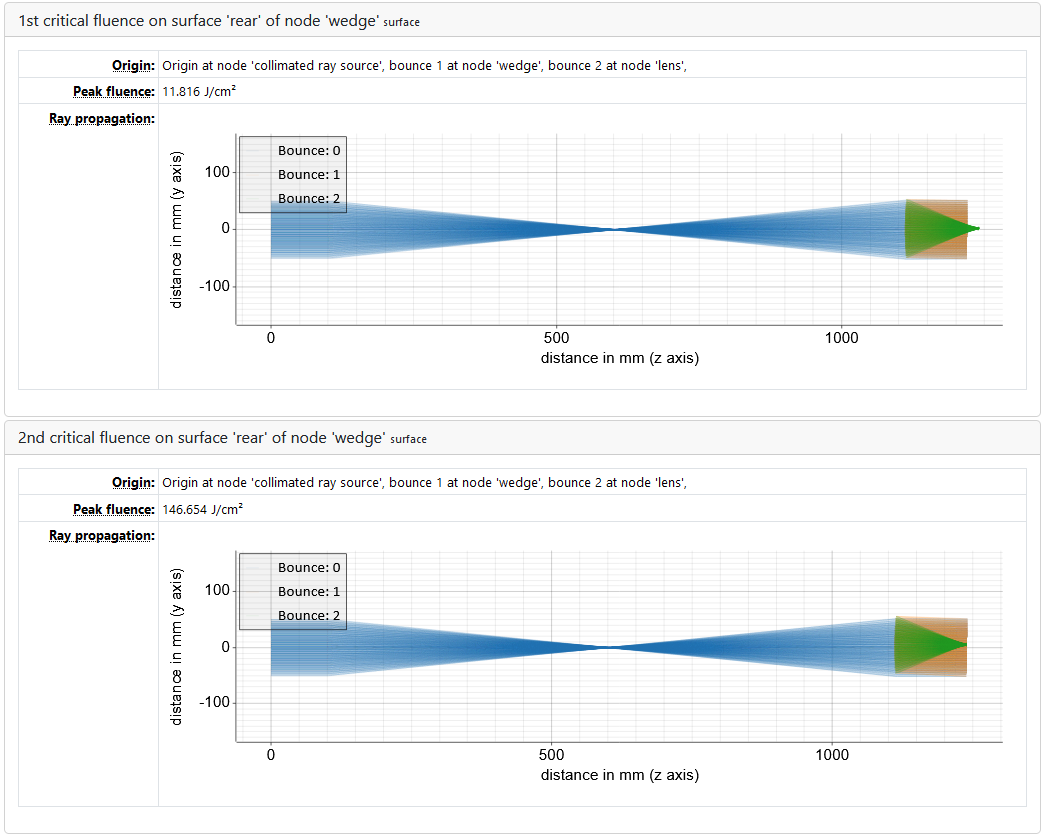 1st critical fluence on surface 'rear' of node 'wedge' surface
Origin: Origin at node 'collimated ray source', bounce 1 at node 'wedge', bounce 2 at node 'lens',
Peak fluence: 11.816 J/cm²
Ray propagation:
Bounce: 0
Bounce: 1
Bounce: 2
distance in mm (y axis)
100
0
-100
0 500 1000
distance in mm (z axis)
2nd critical fluence on surface 'rear' of node 'wedge' surface
Origin: Origin at node 'collimated ray source', bounce 1 at node 'wedge', bounce 2 at node 'lens',
Peak fluence: 146.654 J/cm²
Ray propagation:
Bounce: 0
Bounce: 1
Bounce: 2
distance in mm (y axis)
100
0
-100
0 500 1000
distance in mm (z axis)